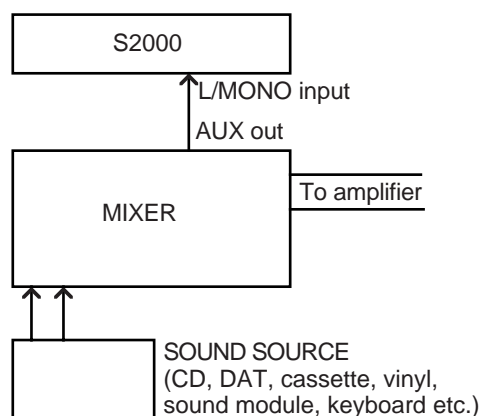 S2000
L/MONO input
AUX out
MIXER
To amplifier
SOUND SOURCE
(CD, DAT, cassette, vinyl,
sound module, keyboard etc.)